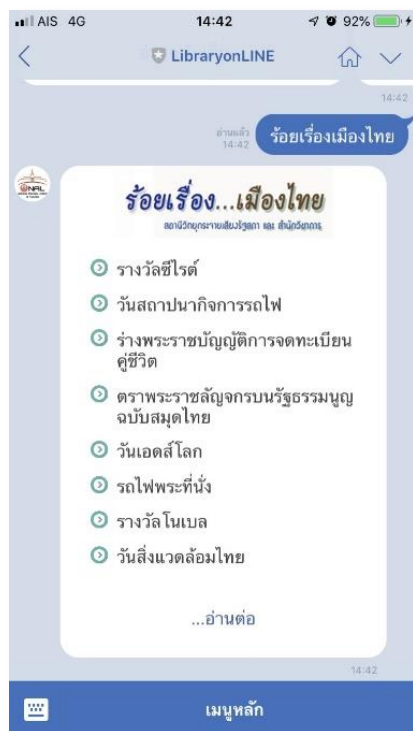 AIS 4G 14:42 92%
LibraryonLINE
14:42
อ่านแล้ว
14:42
ร้อยเรื่องเมืองไทย
ร้อยเรื่อง...เมืองไทย
สถานีวิทยุกระจายเสียงรัฐสภา และ สำนักวิชาการ
รางวัลซีไรต์
วันสถาปนากิจการรถไฟ
ร่างพระราชบัญญัติการจดทะเบียน
คู่ชีวิต
ตราพระราชลัญจกรบนรัฐธรรมนูญ
ฉบับสมุดไทย
วันเอดส์โลก
รถไฟพระที่นั่ง
รางวัลโนเบล
วันสิ่งแวดล้อมไทย
...อ่านต่อ
14:42
เมนูหลัก